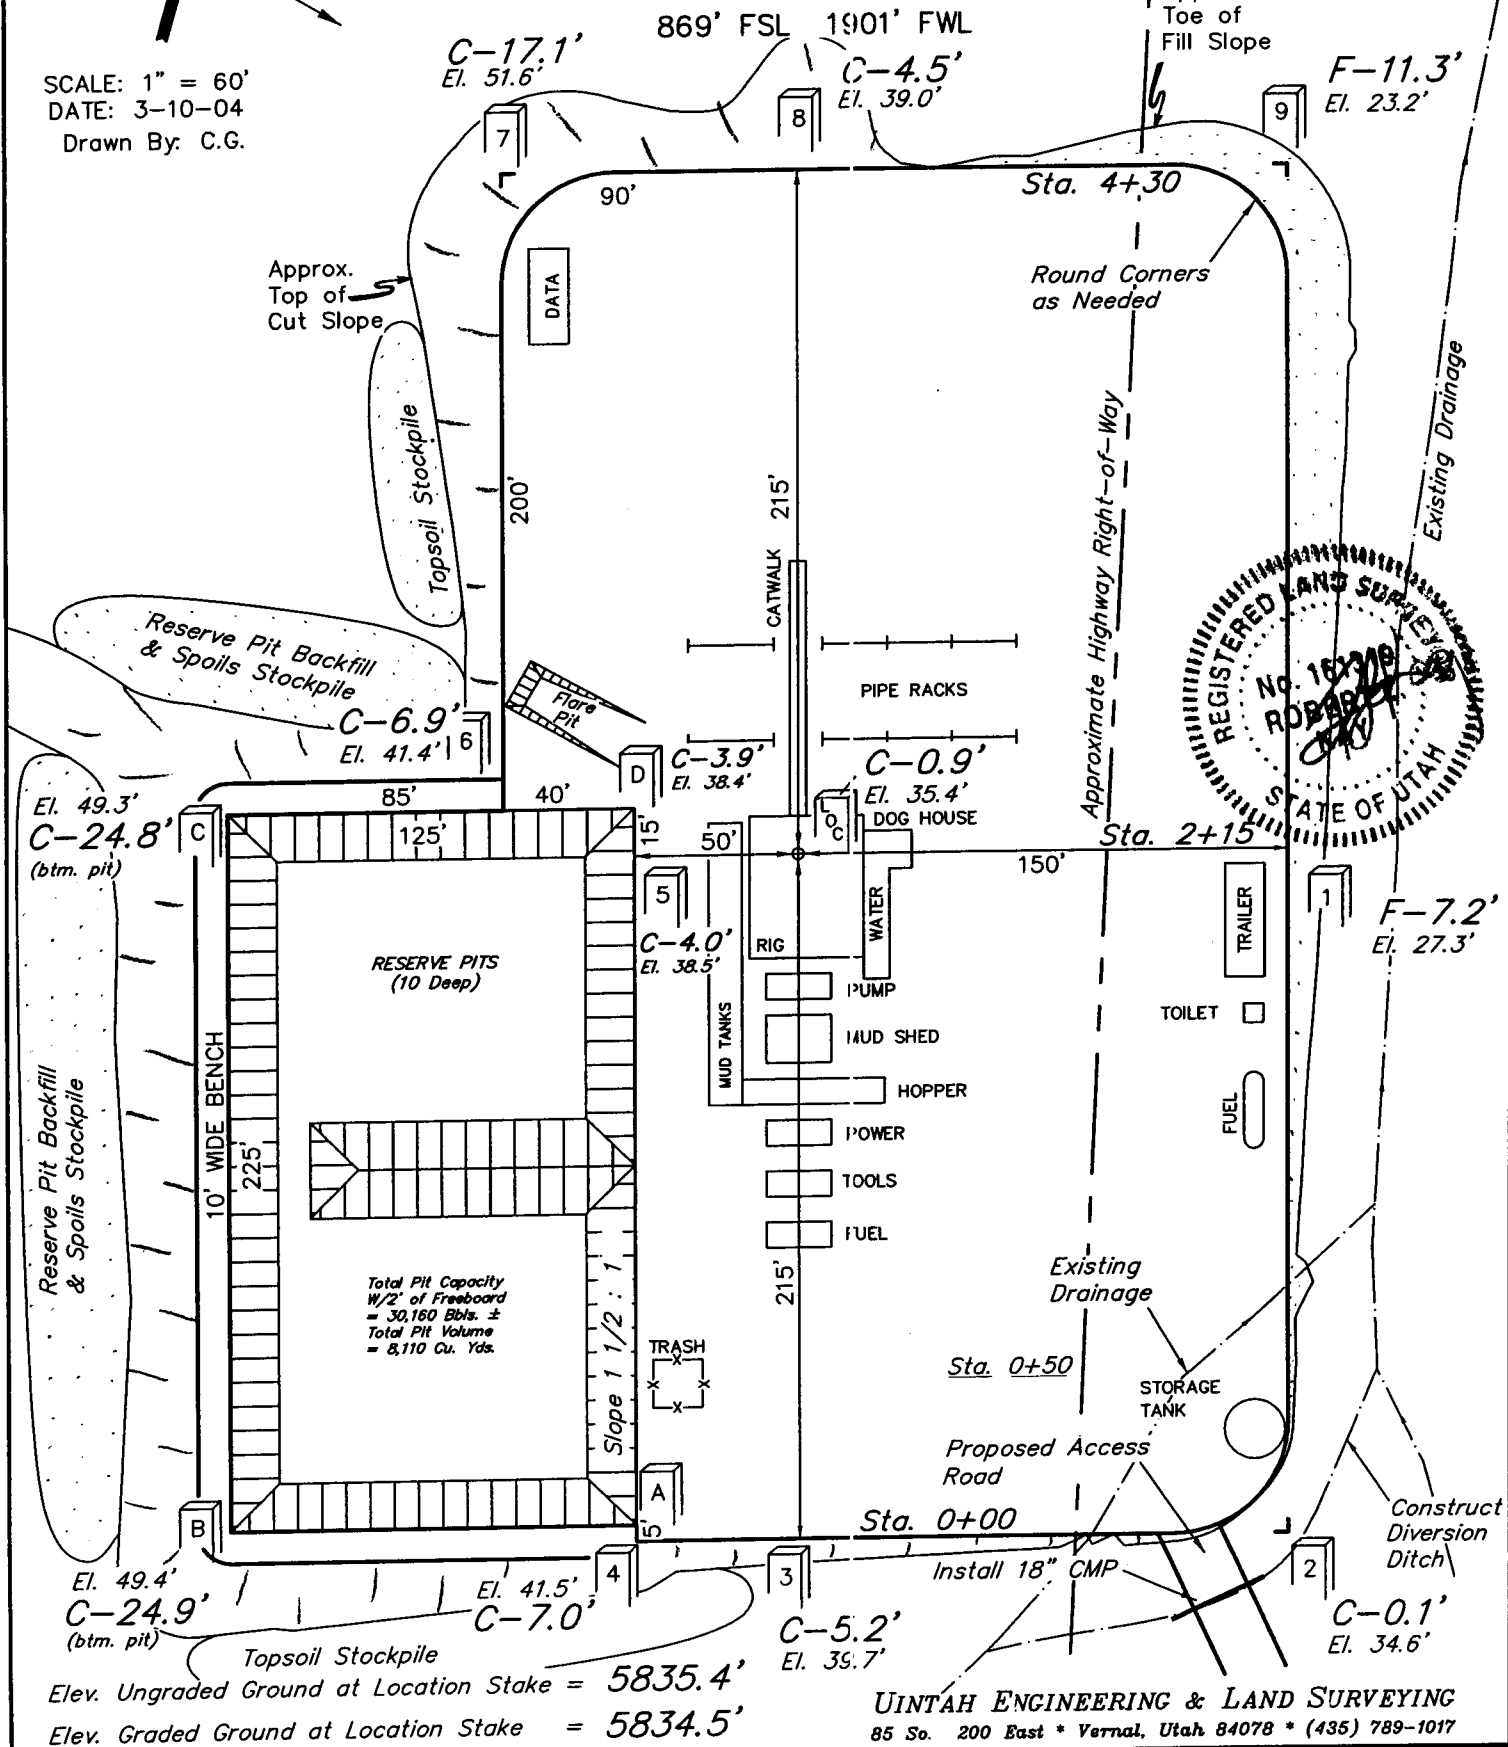 869' FSL 1901' FWL
Toe of
Fill Slope
SCALE: 1" = 60'
DATE: 3-10-04
Drawn By: C.G.
C-17.1'
El. 51.6'
C-4.5'
El. 39.0'
F-11.3'
El. 23.2'
7
8
9
90'
Sta. 4+30
Approx.
Top of
Cut Slope
DATA
Round Corners
as Needed
Topsoil Stockpile
200'
215'
CATWALK
Approximate Highway Right-of-Way
Existing Drainage
REGISTERED LAND SURVEYOR
STATE OF UTAH
Reserve Pit Backfill
& Spoils Stockpile
Flare
Pit
PIPE RACKS
C-6.9'
El. 41.4'
6
D
C-3.9'
El. 38.4'
C-0.9'
El. 35.4'
LOC
DOG HOUSE
El. 49.3'
C-24.8'
(btm. pit)
C
85'
40'
125'
15'
50'
150'
Sta. 2+15
5
C-4.0'
El. 38.5'
RIG
WATER
TRAILER
1
F-7.2'
El. 27.3'
RESERVE PITS
(10 Deep)
PUMP
MUD TANKS
MUD SHED
TOILET
HOPPER
FUEL
POWER
TOOLS
FUEL
10' WIDE BENCH
225'
Reserve Pit Backfill
& Spoils Stockpile
Total Pit Capacity
W/2' of Freeboard
= 30,160 Bbls. ±
Total Pit Volume
= 8,110 Cu. Yds.
Slope 1 1/2 : 1
215'
TRASH
Existing
Drainage
Sta. 0+50
STORAGE
TANK
Proposed Access
Road
A
B
5'
Sta. 0+00
Construct
Diversion
Ditch
Install 18" CMP
El. 49.4'
C-24.9'
(btm. pit)
El. 41.5'
C-7.0'
4
3
2
C-5.2'
El. 39.7'
C-0.1'
El. 34.6'
Topsoil Stockpile
Elev. Ungraded Ground at Location Stake = 5835.4'
Elev. Graded Ground at Location Stake = 5834.5'
UINTAH ENGINEERING & LAND SURVEYING
85 So. 200 East * Vernal, Utah 84078 * (435) 789-1017